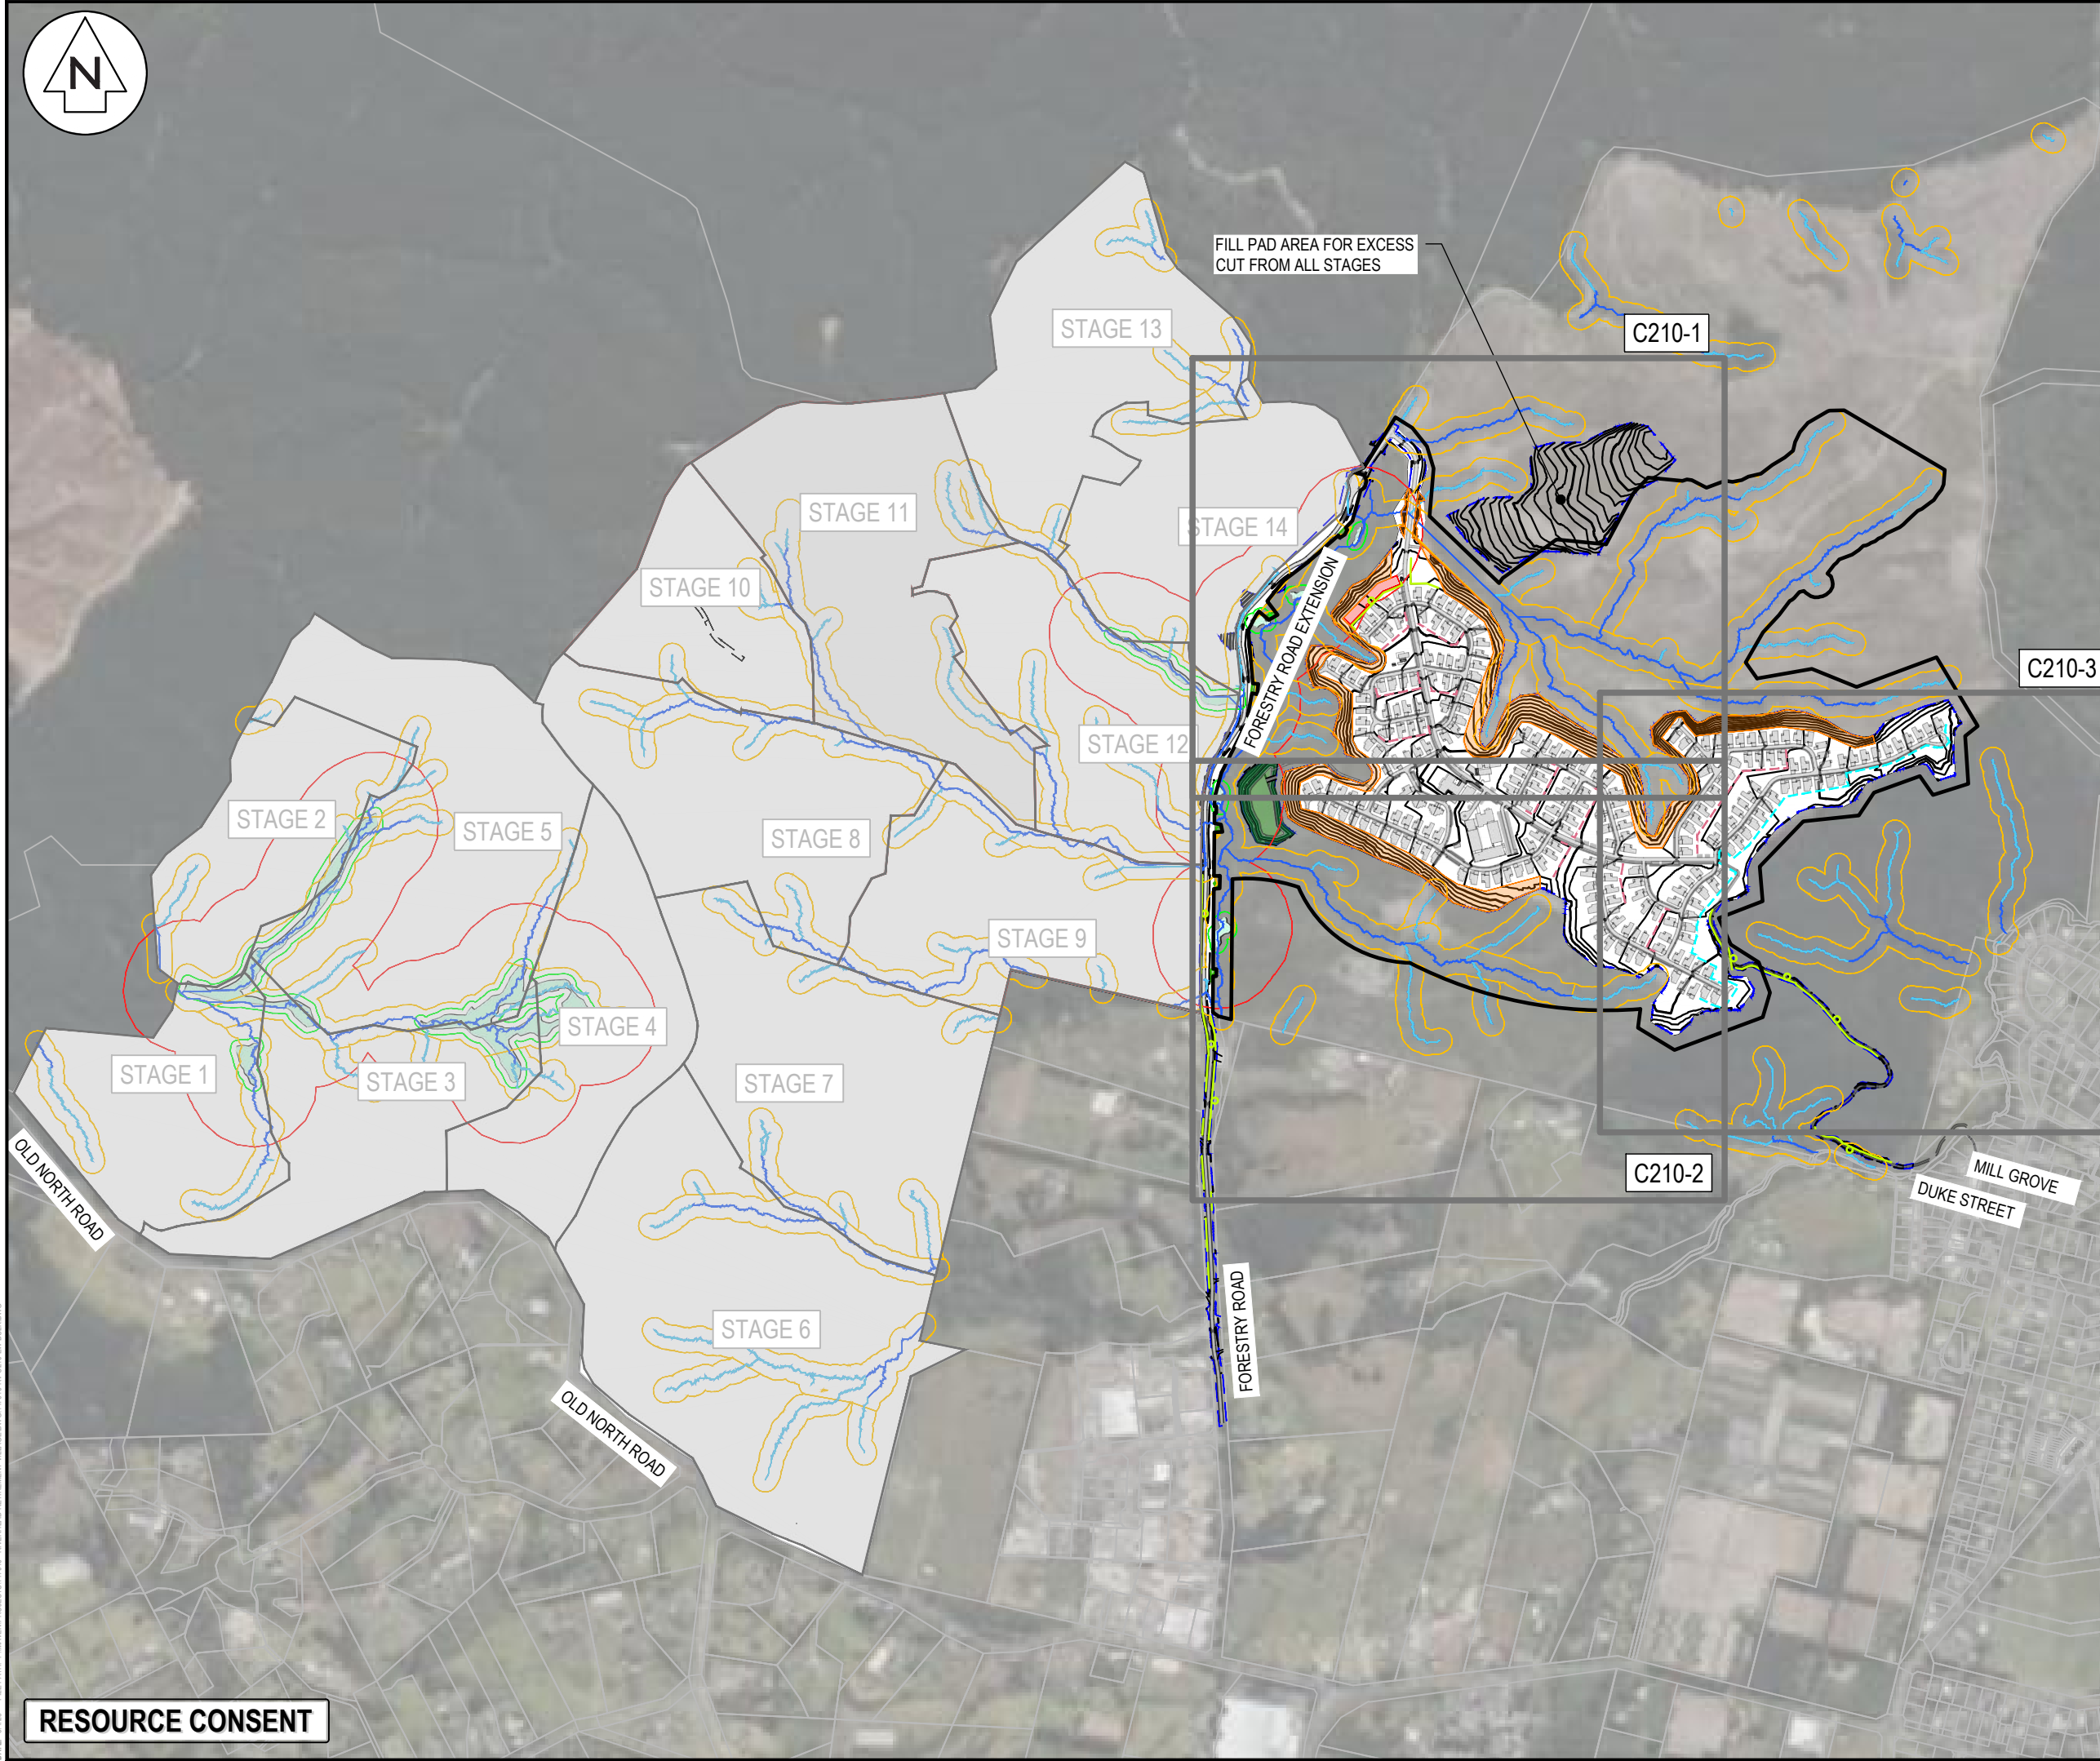 N
FILL PAD AREA FOR EXCESS
CUT FROM ALL STAGES
C210-1
STAGE 13
STAGE 11
STAGE 14
STAGE 10
FORESTRY ROAD EXTENSION
C210-3
STAGE 12
STAGE 2
STAGE 5
STAGE 8
STAGE 9
STAGE 4
STAGE 1
STAGE 3
STAGE 7
OLD NORTH ROAD
C210-2
MILL GROVE
DUKE STREET
STAGE 6
FORESTRY ROAD
OLD NORTH ROAD
RESOURCE CONSENT